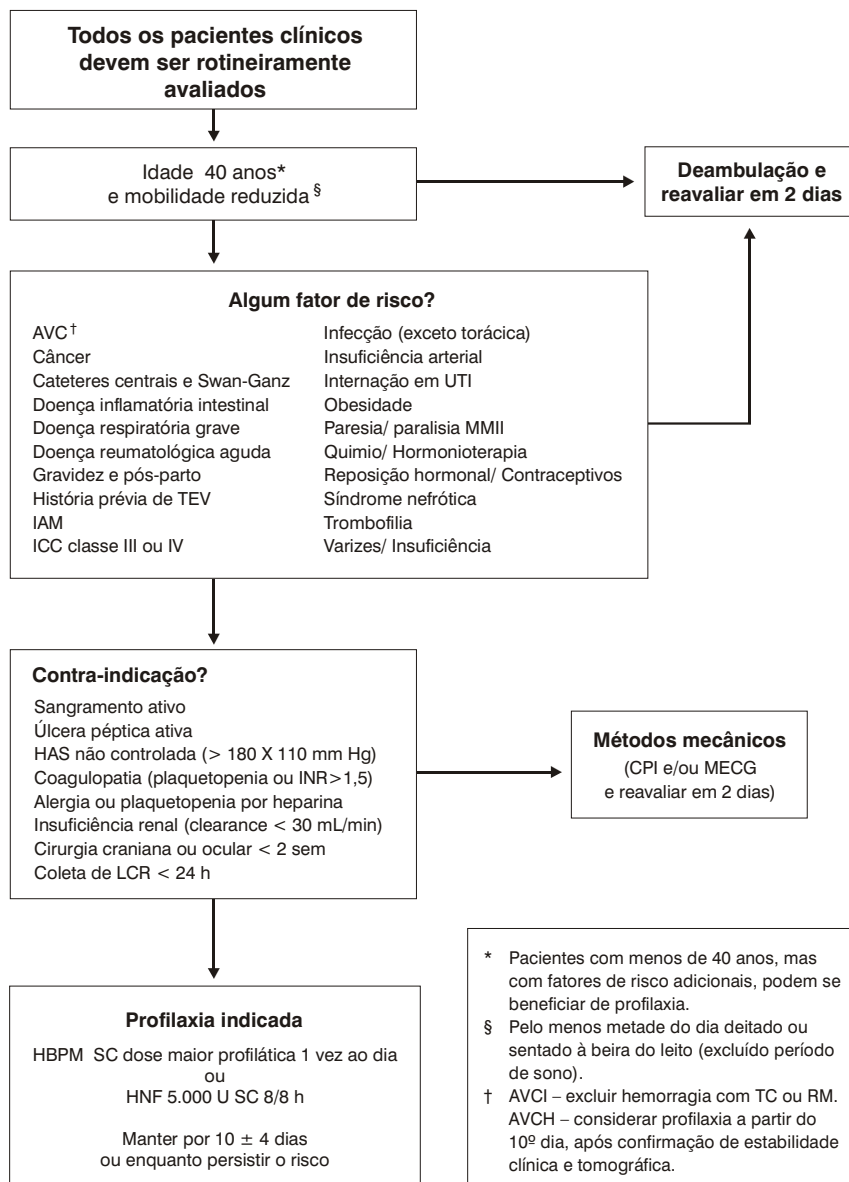 Todos os pacientes clínicos
devem ser rotineiramente
avaliados
Idade 40 anos*
e mobilidade reduzida §
Deambulação e
reavaliar em 2 dias
Algum fator de risco?
AVC †
Câncer
Cateteres centrais e Swan-Ganz
Doença inflamatória intestinal
Doença respiratória grave
Doença reumatológica aguda
Gravidez e pós-parto
História prévia de TEV
IAM
ICC classe III ou IV
Infecção (exceto torácica)
Insuficiência arterial
Internação em UTI
Obesidade
Paresia/ paralisia MMII
Quimio/ Hormonioterapia
Reposição hormonal/ Contraceptivos
Síndrome nefrótica
Trombofilia
Varizes/ Insuficiência
Contra-indicação?
Sangramento ativo
Úlcera péptica ativa
HAS não controlada (> 180 X 110 mm Hg)
Coagulopatia (plaquetopenia ou INR>1,5)
Alergia ou plaquetopenia por heparina
Insuficiência renal (clearance < 30 mL/min)
Cirurgia craniana ou ocular < 2 sem
Coleta de LCR < 24 h
Métodos mecânicos
(CPI e/ou MECG
e reavaliar em 2 dias)
Profilaxia indicada
HBPM SC dose maior profilática 1 vez ao dia
ou
HNF 5.000 U SC 8/8 h
Manter por 10 ± 4 dias
ou enquanto persistir o risco
* Pacientes com menos de 40 anos, mas
com fatores de risco adicionais, podem se
beneficiar de profilaxia.
§ Pelo menos metade do dia deitado ou
sentado à beira do leito (excluído período
de sono).
† AVCI – excluir hemorragia com TC ou RM.
AVCH – considerar profilaxia a partir do
10º dia, após confirmação de estabilidade
clínica e tomográfica.